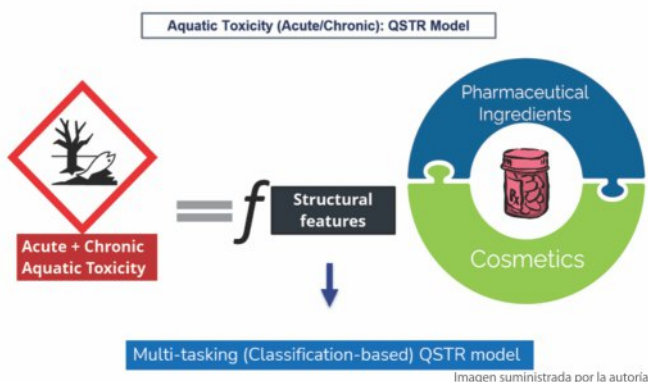 Aquatic Toxicity (Acute/Chronic): QSTR Model
Pharmaceutical
Ingredients
Rx
Structural
features
f
Acute + Chronic
Aquatic Toxicity
Cosmetics
Multi-tasking (Classification-based) QSTR model
Imagen suministrada por la autoría